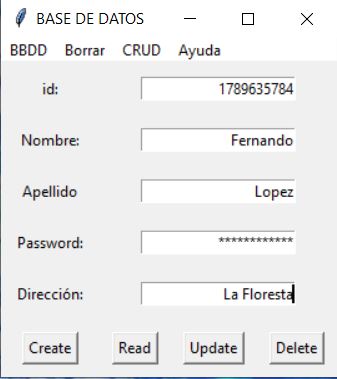 BASE DE DATOS
BBDD Borrar CRUD Ayuda
id: 1789635784
Nombre: Fernando
Apellido Lopez
Password: ************
Dirección: La Floresta
Create Read Update Delete